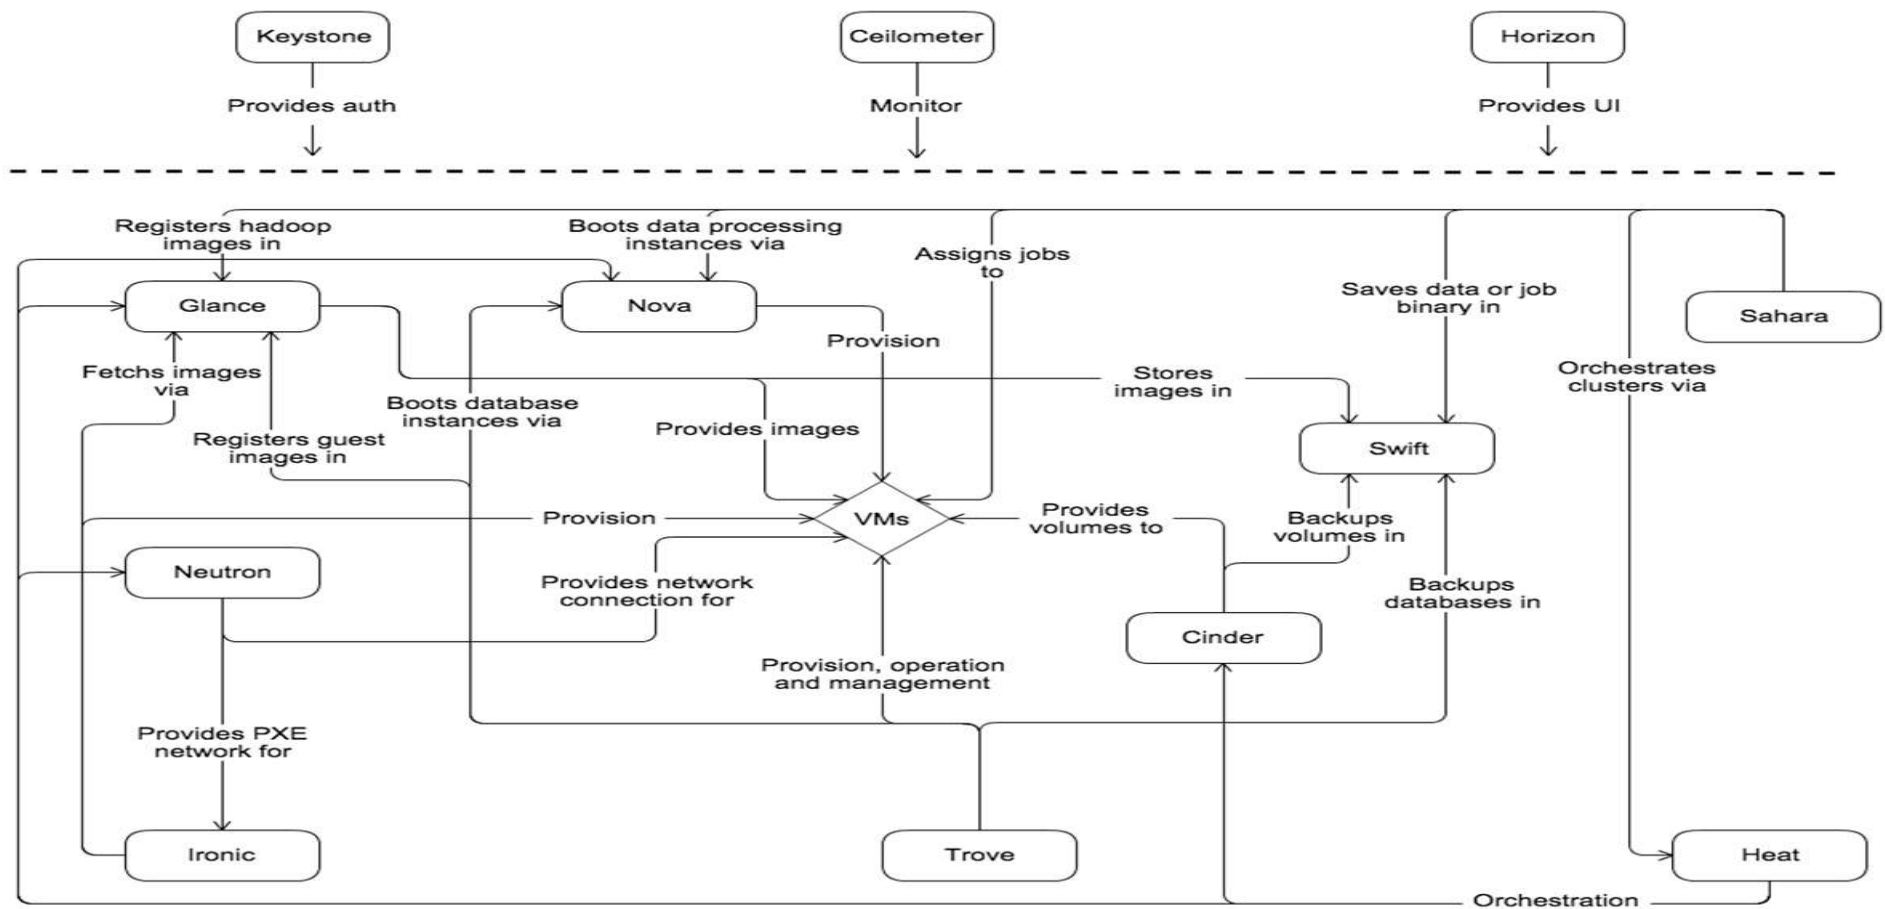 Keystone
Ceilometer
Horizon
Provides auth
Monitor
Provides UI
Registers hadoop
images in
Boots data processing
instances via
Assigns jobs
to
Saves data or job
binary in
Glance
Nova
Sahara
Provision
Fetchs images
via
Boots database
instances via
Stores
images in
Orchestrates
clusters via
Registers guest
images in
Provides images
Swift
Provision
VMs
Provides
volumes to
Backups
volumes in
Neutron
Provides network
connection for
Backups
databases in
Cinder
Provision, operation
and management
Provides PXE
network for
Ironic
Trove
Heat
Orchestration